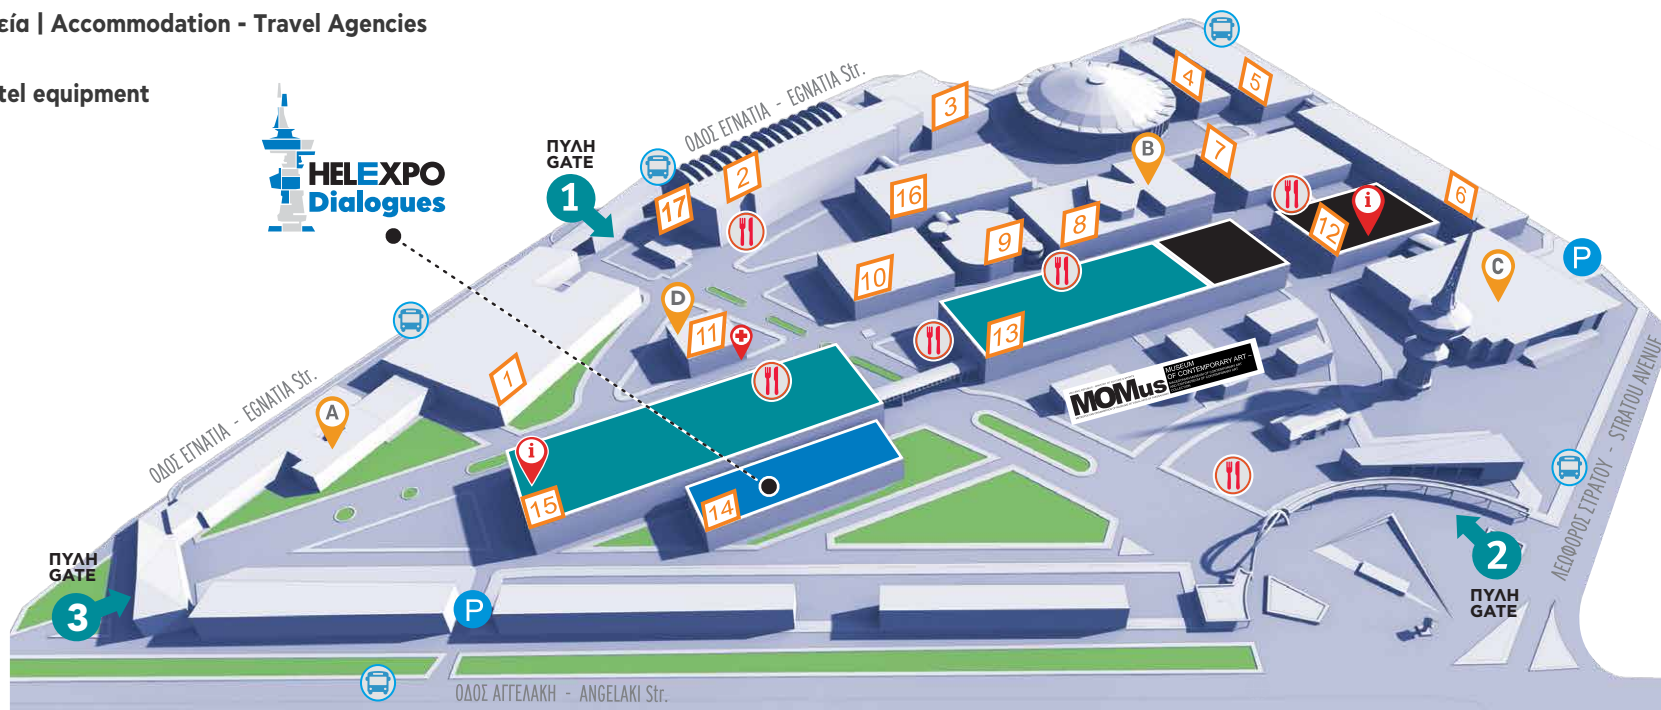 εία | Accommodation - Travel Agencies
tel equipment
HELEXPO
Dialogues
ΟΔΟΣ ΕΓΝΑΤΙΑ - EGNATIA Str.
ΠΥΛΗ
GATE
1
17
2
3
4
5
B
7
6
16
8
9
12
i
10
13
C
P
D
11
1
A
ΟΔΟΣ ΕΓΝΑΤΙΑ - EGNATIA Str.
i
15
14
MOMus
MUSEUM
OF CONTEMPORARY ART –
ΛΕΩΦΟΡΟΣ ΣΤΡΑΤΟΥ - STRATOU AVENUE
2
ΠΥΛΗ
GATE
ΠΥΛΗ
GATE
3
P
ΟΔΟΣ ΑΓΓΕΛΑΚΗ - ANGELAKI Str.